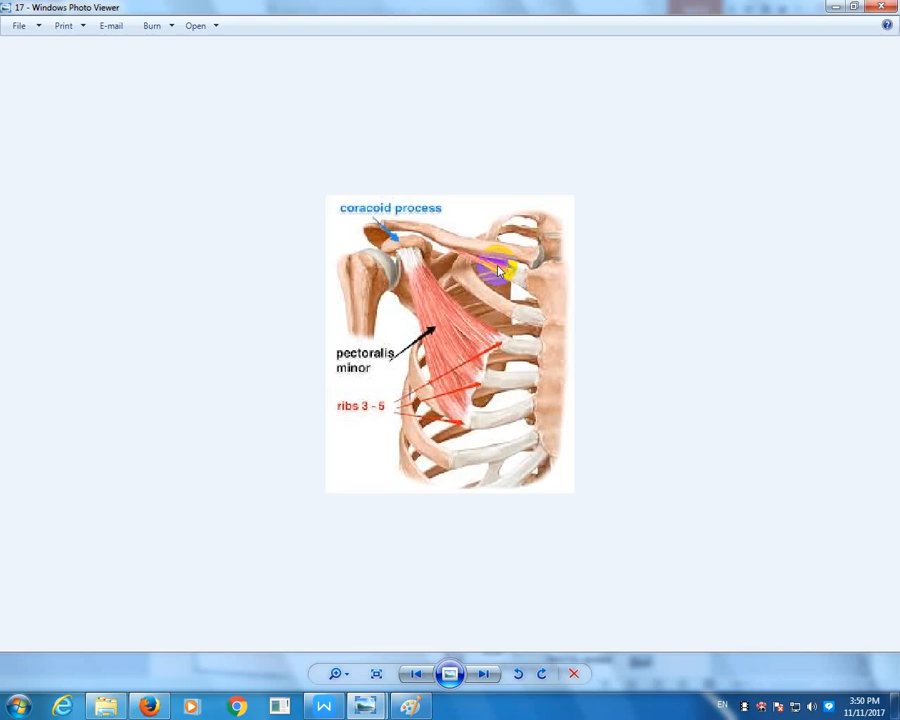 17 - Windows Photo Viewer
File Print E-mail Burn Open
coracoid process
pectoralis
minor
ribs 3 - 5
EN
3:50 PM
11/11/2017